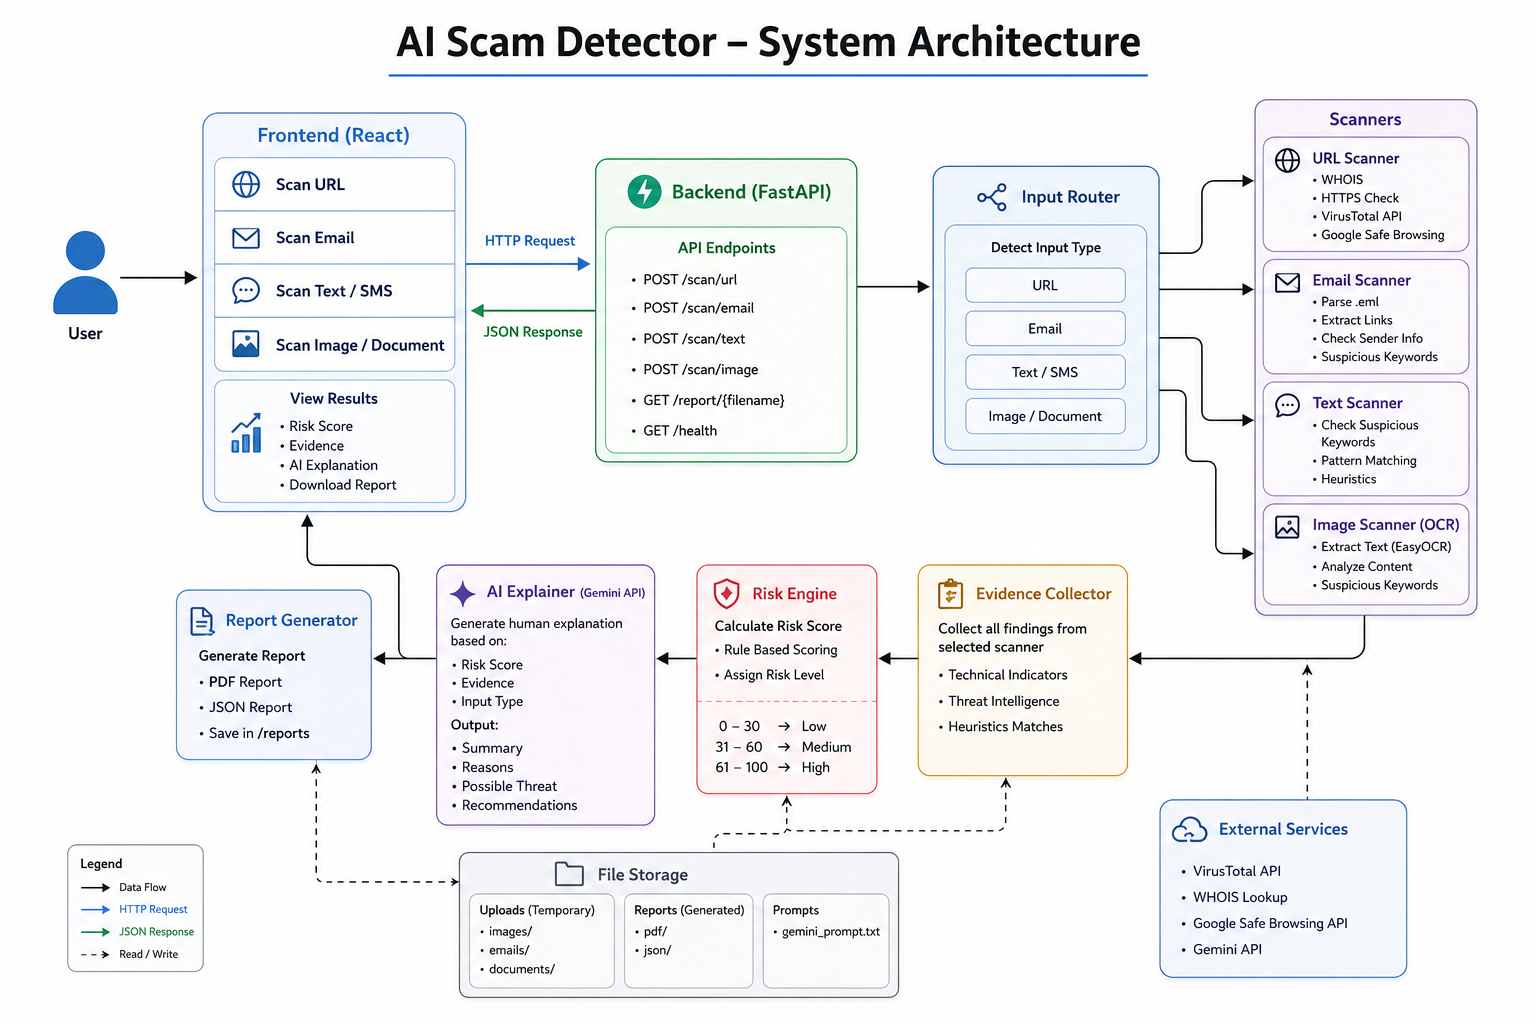 AI Scam Detector – System Architecture
User
Frontend (React)
Scan URL
Scan Email
Scan Text / SMS
Scan Image / Document
View Results
• Risk Score
• Evidence
• AI Explanation
• Download Report
HTTP Request
JSON Response
Backend (FastAPI)
API Endpoints
• POST /scan/url
• POST /scan/email
• POST /scan/text
• POST /scan/image
• GET /report/{filename}
• GET /health
Input Router
Detect Input Type
URL
Email
Text / SMS
Image / Document
Scanners
URL Scanner
• WHOIS
• HTTPS Check
• VirusTotal API
• Google Safe Browsing
Email Scanner
• Parse .eml
• Extract Links
• Check Sender Info
• Suspicious Keywords
Text Scanner
• Check Suspicious
Keywords
• Pattern Matching
• Heuristics
Image Scanner (OCR)
• Extract Text (EasyOCR)
• Analyze Content
• Suspicious Keywords
Report Generator
Generate Report
• PDF Report
• JSON Report
• Save in /reports
AI Explainer (Gemini API)
Generate human explanation
based on:
• Risk Score
• Evidence
• Input Type
Output:
• Summary
• Reasons
• Possible Threat
• Recommendations
Risk Engine
Calculate Risk Score
• Rule Based Scoring
• Assign Risk Level
0 – 30 → Low
31 – 60 → Medium
61 – 100 → High
Evidence Collector
Collect all findings from
selected scanner
• Technical Indicators
• Threat Intelligence
• Heuristics Matches
External Services
• VirusTotal API
• WHOIS Lookup
• Google Safe Browsing API
• Gemini API
File Storage
Uploads (Temporary)
• images/
• emails/
• documents/
Reports (Generated)
• pdf/
• json/
Prompts
• gemini_prompt.txt
Legend
Data Flow
HTTP Request
JSON Response
Read / Write